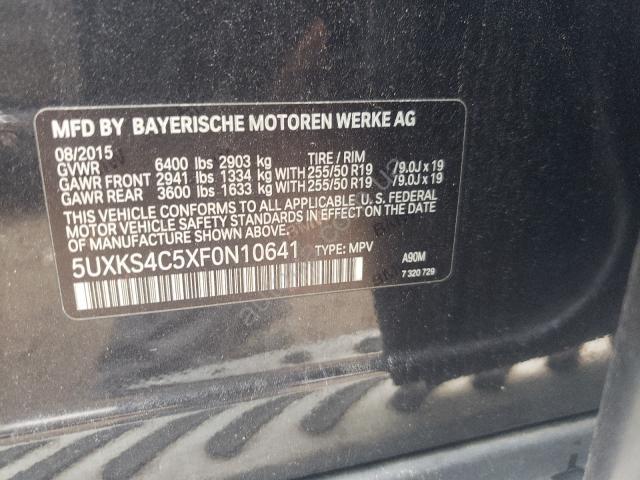 MFD BY BAYERISCHE MOTOREN WERKE AG
08/2015 TIRE / RIM
GVWR 6400 lbs 2903 kg
GAWR FRONT 2941 lbs 1334 kg WITH 255/50 R19 /9.0J x 19
GAWR REAR 3600 lbs 1633 kg WITH 255/50 R19 /9.0J x 19
THIS VEHICLE CONFORMS TO ALL APPLICABLE U.S. FEDERAL
MOTOR VEHICLE SAFETY STANDARDS IN EFFECT ON THE
DATE OF MANUFACTURE SHOWN ABOVE.
5UXKS4C5XF0N10641 TYPE: MPV A90M
7 320 729